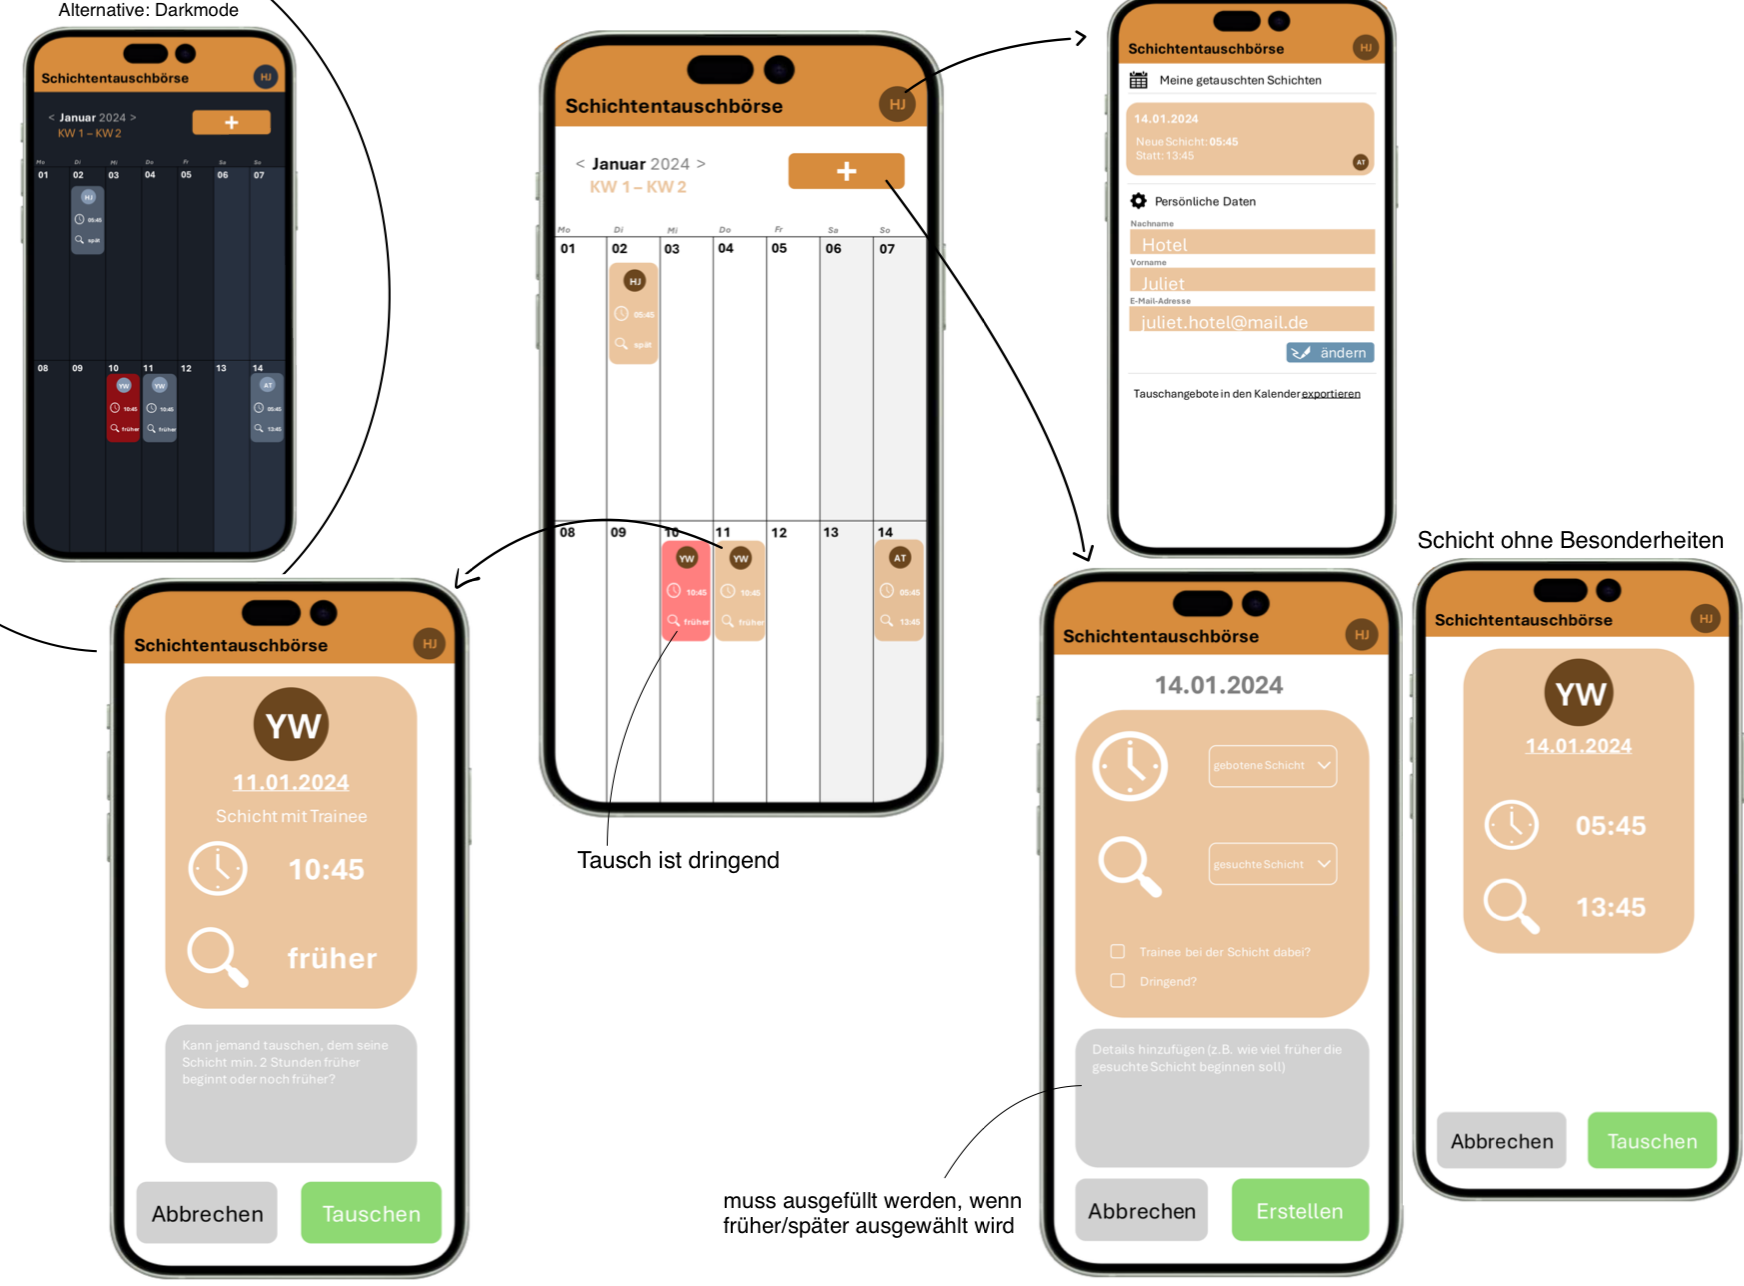 Alternative: Darkmode
Schichtentauschbörse
HJ
< Januar 2024 >
KW 1 – KW 2
+
Mo Di Mi Do Fr Sa So
01 02 03 04 05 06 07
HJ
05:45
spät
08 09 10 11 12 13 14
YW YW AT
10:45 10:45 05:45
früher früher 13:45
Schichtentauschbörse
HJ
< Januar 2024 >
KW 1 – KW 2
+
Mo Di Mi Do Fr Sa So
01 02 03 04 05 06 07
HJ
05:45
spät
08 09 10 11 12 13 14
YW YW AT
10:45 10:45 05:45
früher früher 13:45
Tausch ist dringend
Schichtentauschbörse
HJ
Meine getauschten Schichten
14.01.2024
Neue Schicht: 05:45
Statt: 13:45
AT
Persönliche Daten
Nachname
Hotel
Vorname
Juliet
E-Mail-Adresse
juliet.hotel@mail.de
ändern
Tauschangebote in den Kalender exportieren
Schichtentauschbörse
HJ
YW
11.01.2024
Schicht mit Trainee
10:45
früher
Kann jemand tauschen, dem seine
Schicht min. 2 Stunden früher
beginnt oder noch früher?
Abbrechen
Tauschen
Schichtentauschbörse
HJ
14.01.2024
gebotene Schicht
gesuchte Schicht
Trainee bei der Schicht dabei?
Dringend?
Details hinzufügen (z.B. wie viel früher die
gesuchte Schicht beginnen soll)
muss ausgefüllt werden, wenn
früher/später ausgewählt wird
Abbrechen
Erstellen
Schicht ohne Besonderheiten
Schichtentauschbörse
HJ
YW
14.01.2024
05:45
13:45
Abbrechen
Tauschen